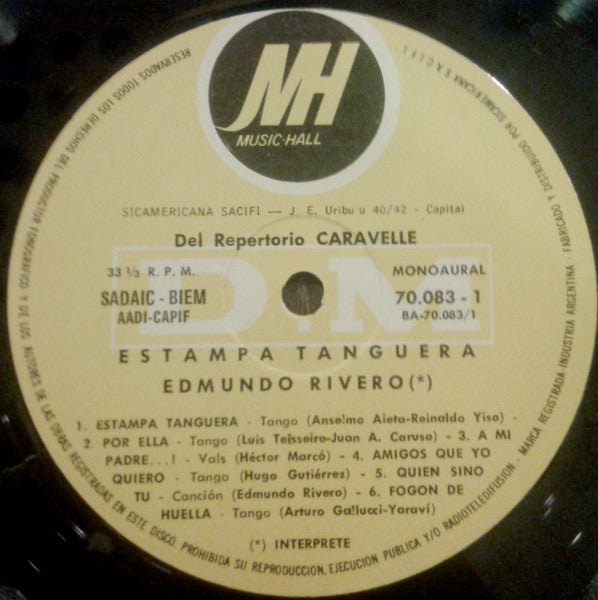 MH
MUSIC-HALL
SICAMERICANA SACIFI — J. E. Uribu u 40/42 - Capital
Del Repertorio CARAVELLE
33 ⅓ R. P. M.
MONOAURAL
SADAIC - BIEM
70.083 - 1
AADI-CAPIF
BA-70.083/1
ESTAMPA TANGUERA
EDMUNDO RIVERO (*)
1. ESTAMPA TANGUERA - Tango (Anselmo Aieta-Reinaldo Yiso) -
2. POR ELLA - Tango (Luis Teisseiro-Juan A. Caruso) - 3. A MI
PADRE...! - Vals (Héctor Marcó) - 4. AMIGOS QUE YO
QUIERO - Tango (Hugo Gutiérrez) - 5. QUIEN SINO
TU - Canción (Edmundo Rivero) - 6. FOGON DE
HUELLA - Tango (Arturo Gallucci-Yaraví)
(*) INTERPRETE
RESERVADOS TODOS LOS DERECHOS DEL PRODUCTOR FONOGRAFICO Y DE LOS AUTORES DE LAS OBRAS REGISTRADAS EN ESTE DISCO. PROHIBIDA SU REPRODUCCION, EJECUCION PUBLICA Y/O RADIOTELEDIFUSION - MARCA REGISTRADA-INDUSTRIA ARGENTINA - FABRICADO Y DISTRIBUIDO POR SICAMERICANA S.A.C.I.F.I.